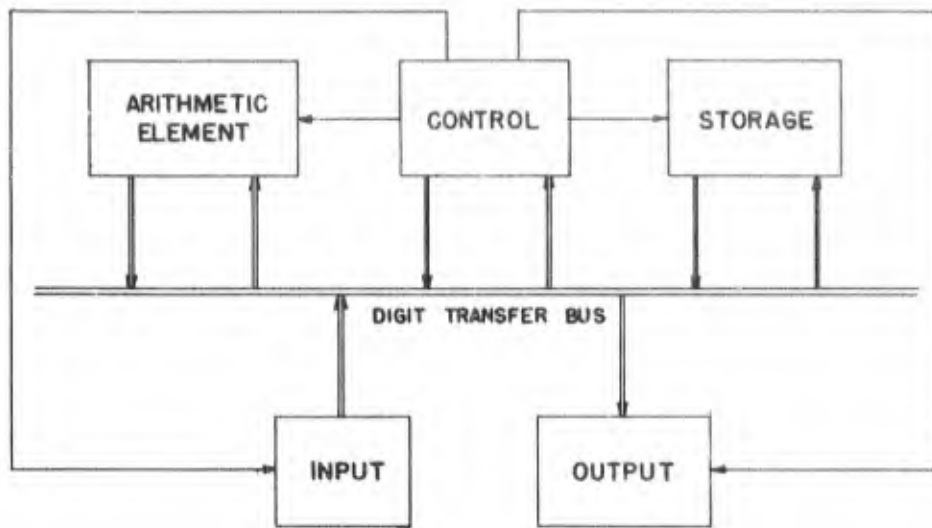 ARITHMETIC
ELEMENT
CONTROL
STORAGE
DIGIT TRANSFER BUS
INPUT
OUTPUT